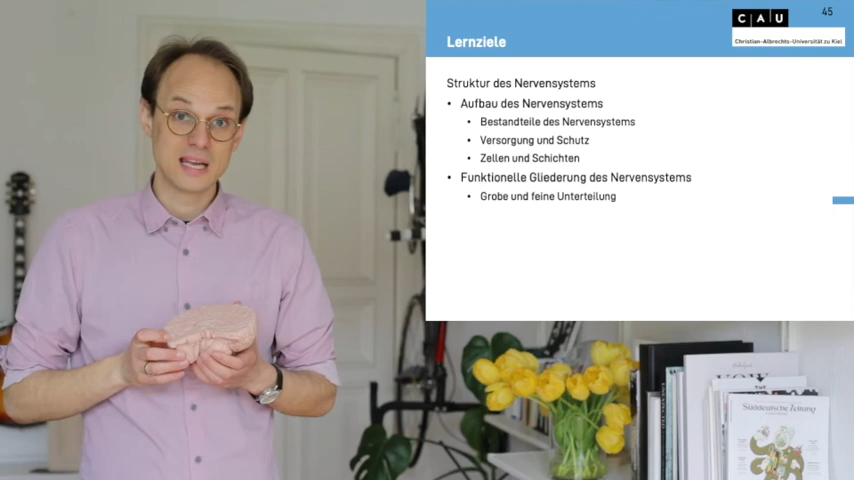 45
CAU
Christian-Albrechts-Universität zu Kiel
Lernziele
Struktur des Nervensystems
• Aufbau des Nervensystems
• Bestandteile des Nervensystems
• Versorgung und Schutz
• Zellen und Schichten
• Funktionelle Gliederung des Nervensystems
• Grobe und feine Unterteilung
Süddeutsche Zeitung